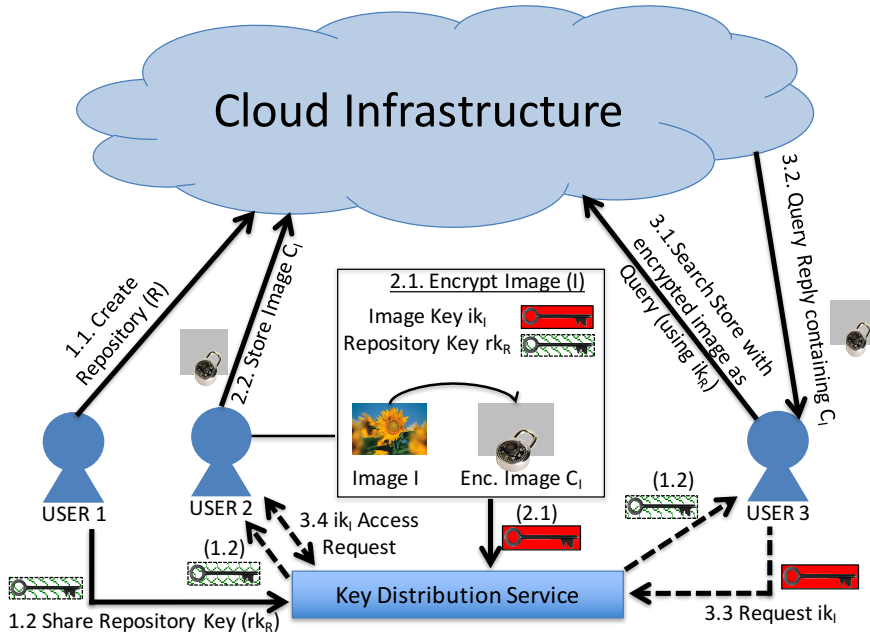 Cloud Infrastructure
1.1. Create
Repository (R)
2.2. Store Image C_I
2.1. Encrypt Image (I)
Image Key ik_I
Repository Key rk_R
Image I
Enc. Image C_I
3.1.Search Store with
encrypted image as
Query (using ik_R)
3.2. Query Reply containing C_I
USER 1
USER 2
USER 3
3.4 ik_I Access
Request
(1.2)
(2.1)
(1.2)
Key Distribution Service
1.2 Share Repository Key (rk_R)
3.3 Request ik_I